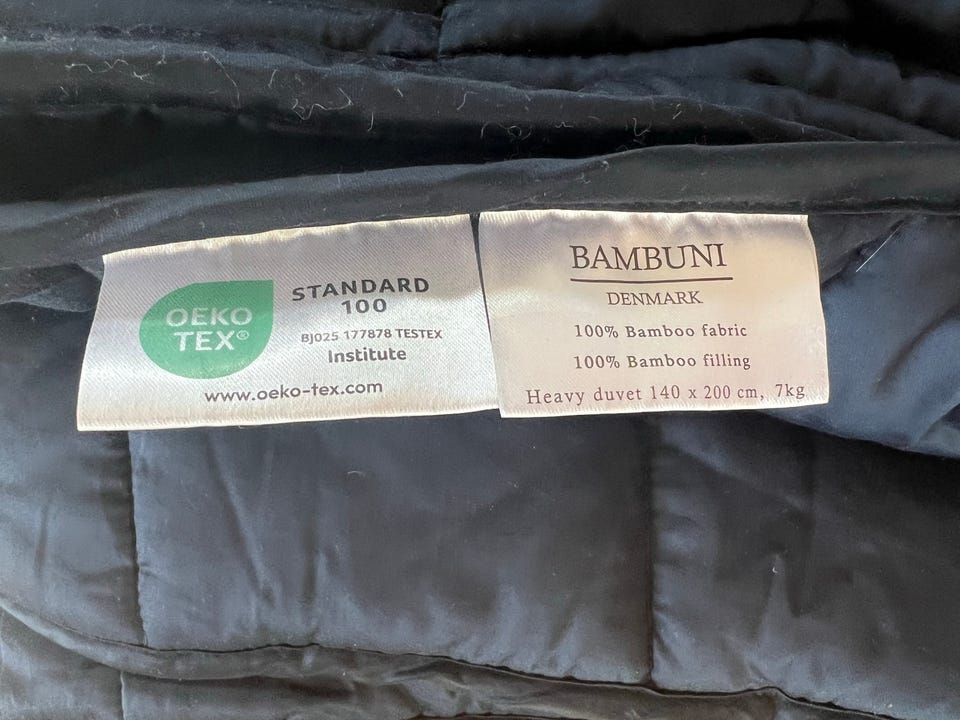 OEKO
TEX®
STANDARD
100
BJ025 177878 TESTEX
Institute
www.oeko-tex.com
BAMBUNI
DENMARK
100% Bamboo fabric
100% Bamboo filling
Heavy duvet 140 x 200 cm, 7kg